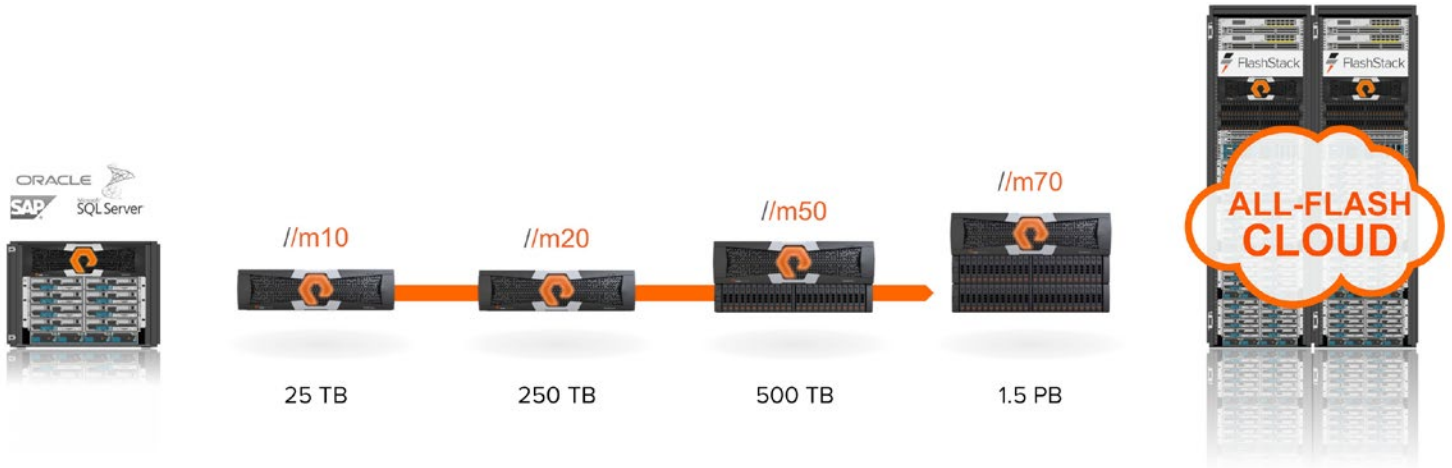 ORACLE
SAP
Microsoft
SQL Server
//m10
//m20
//m50
//m70
25 TB
250 TB
500 TB
1.5 PB
FlashStack
FlashStack
ALL-FLASH
CLOUD